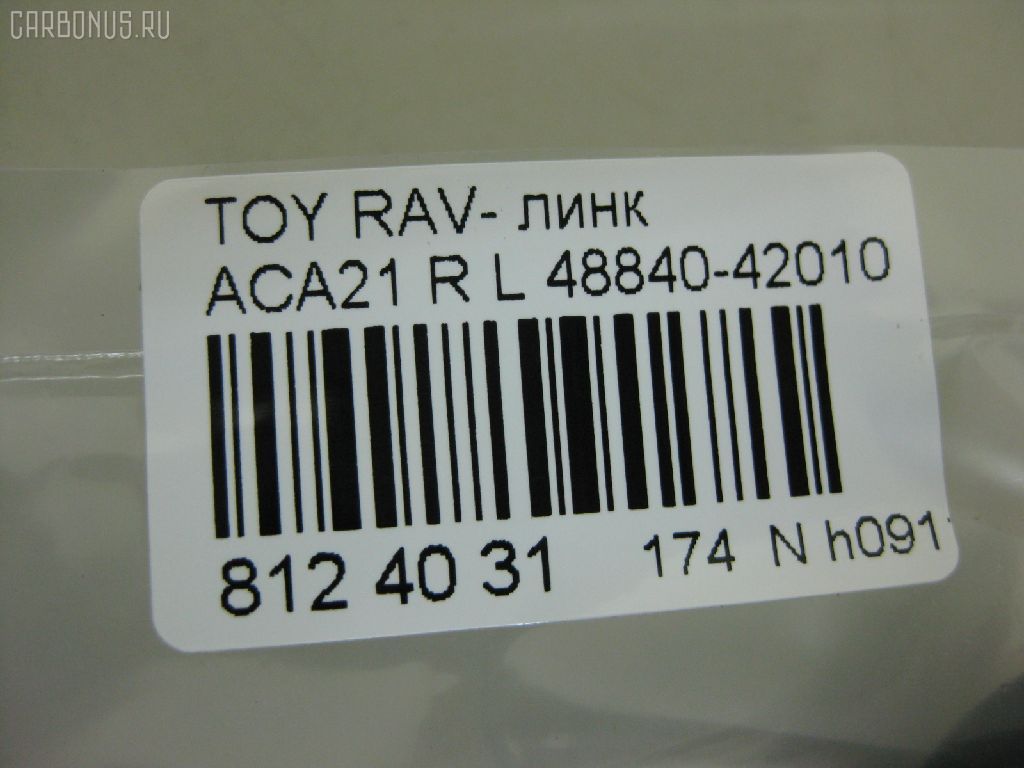 CARBONUS.RU
TOY RAV- линк
ACA21 R L 48840-42010
812 40 31 174 N h091